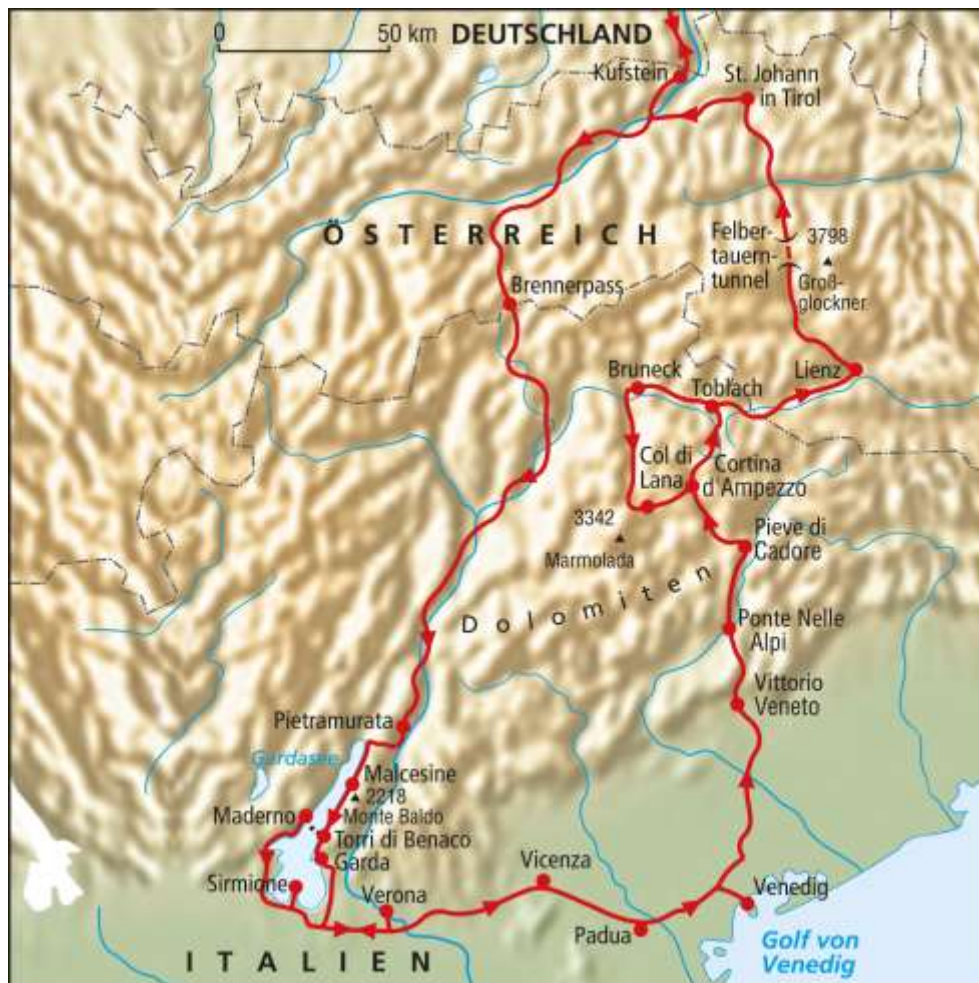 0 50 km DEUTSCHLAND
Kufstein
St. Johann
in Tirol
ÖSTERREICH
Felber-
tauern-
tunnel
3798
Groß-
glockner
Brennerpass
Bruneck
Toblach
Lienz
Col di
Lana
Cortina
d'Ampezzo
3342
Marmolada
Pieve di
Cadore
Dolomiten
Ponte Nelle
Alpi
Vittorio
Veneto
Pietramurata
Gardasee
Malcesine
2218
Monte Baldo
Maderno
Torri di Benaco
Garda
Sirmione
Verona
Vicenza
Venedig
Padua
Golf von
Venedig
ITALIEN